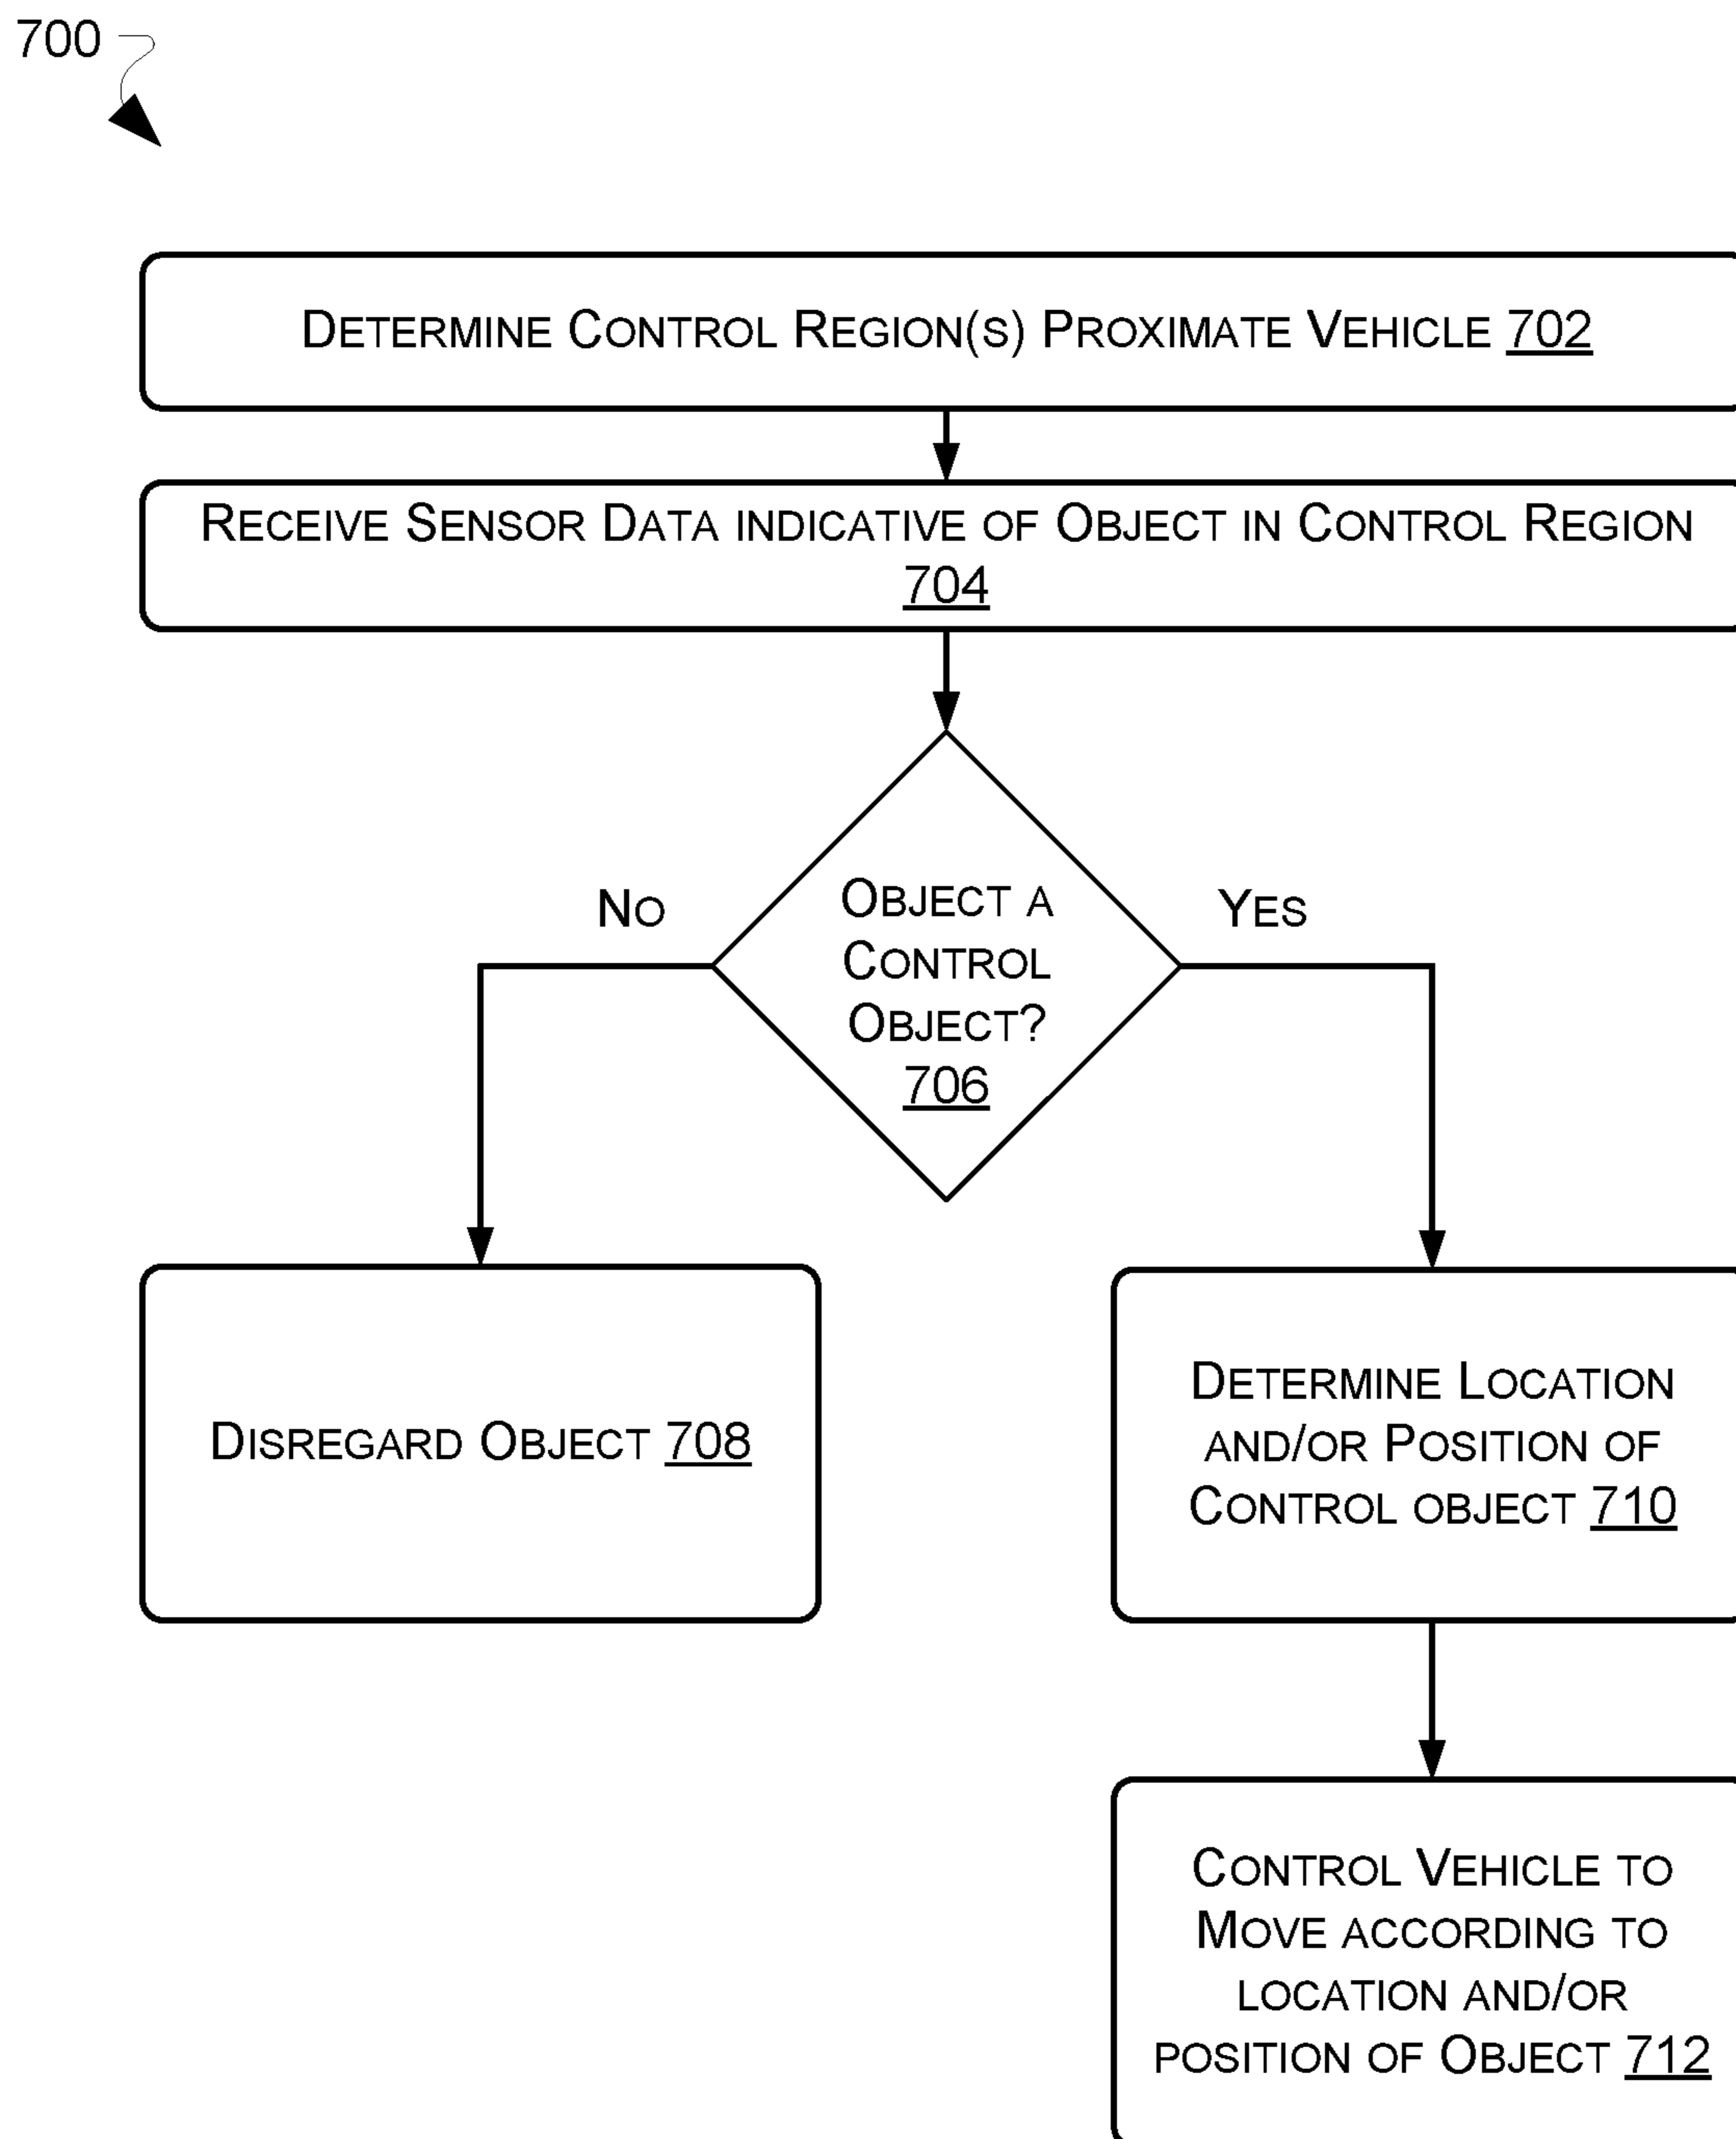 700
Determine Control Region(s) Proximate Vehicle 702
Receive Sensor Data indicative of Object in Control Region
704
No
Yes
Object a
Control
Object?
706
Disregard Object 708
Determine Location
and/or Position of
Control object 710
Control Vehicle to
Move according to
location and/or
position of Object 712